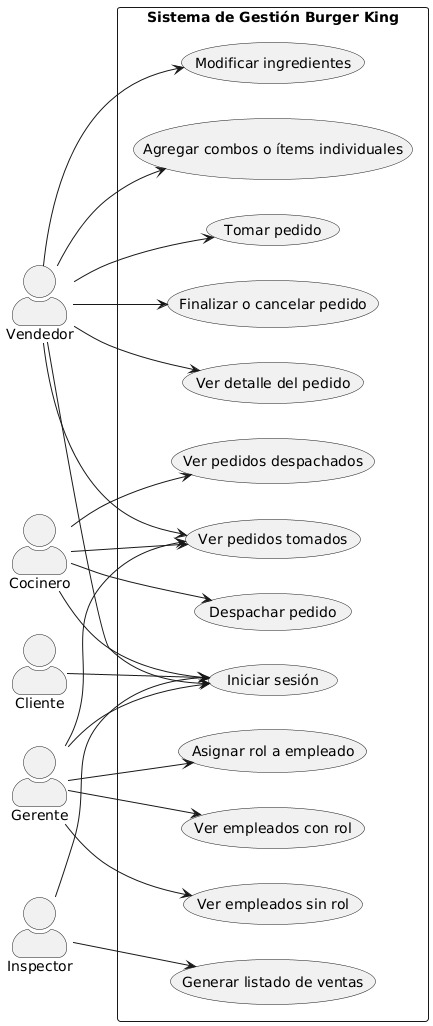 Sistema de Gestión Burger King
Modificar ingredientes
Agregar combos o ítems individuales
Tomar pedido
Finalizar o cancelar pedido
Vendedor
Ver detalle del pedido
Ver pedidos despachados
Ver pedidos tomados
Cocinero
Despachar pedido
Iniciar sesión
Cliente
Asignar rol a empleado
Gerente
Ver empleados con rol
Ver empleados sin rol
Inspector
Generar listado de ventas